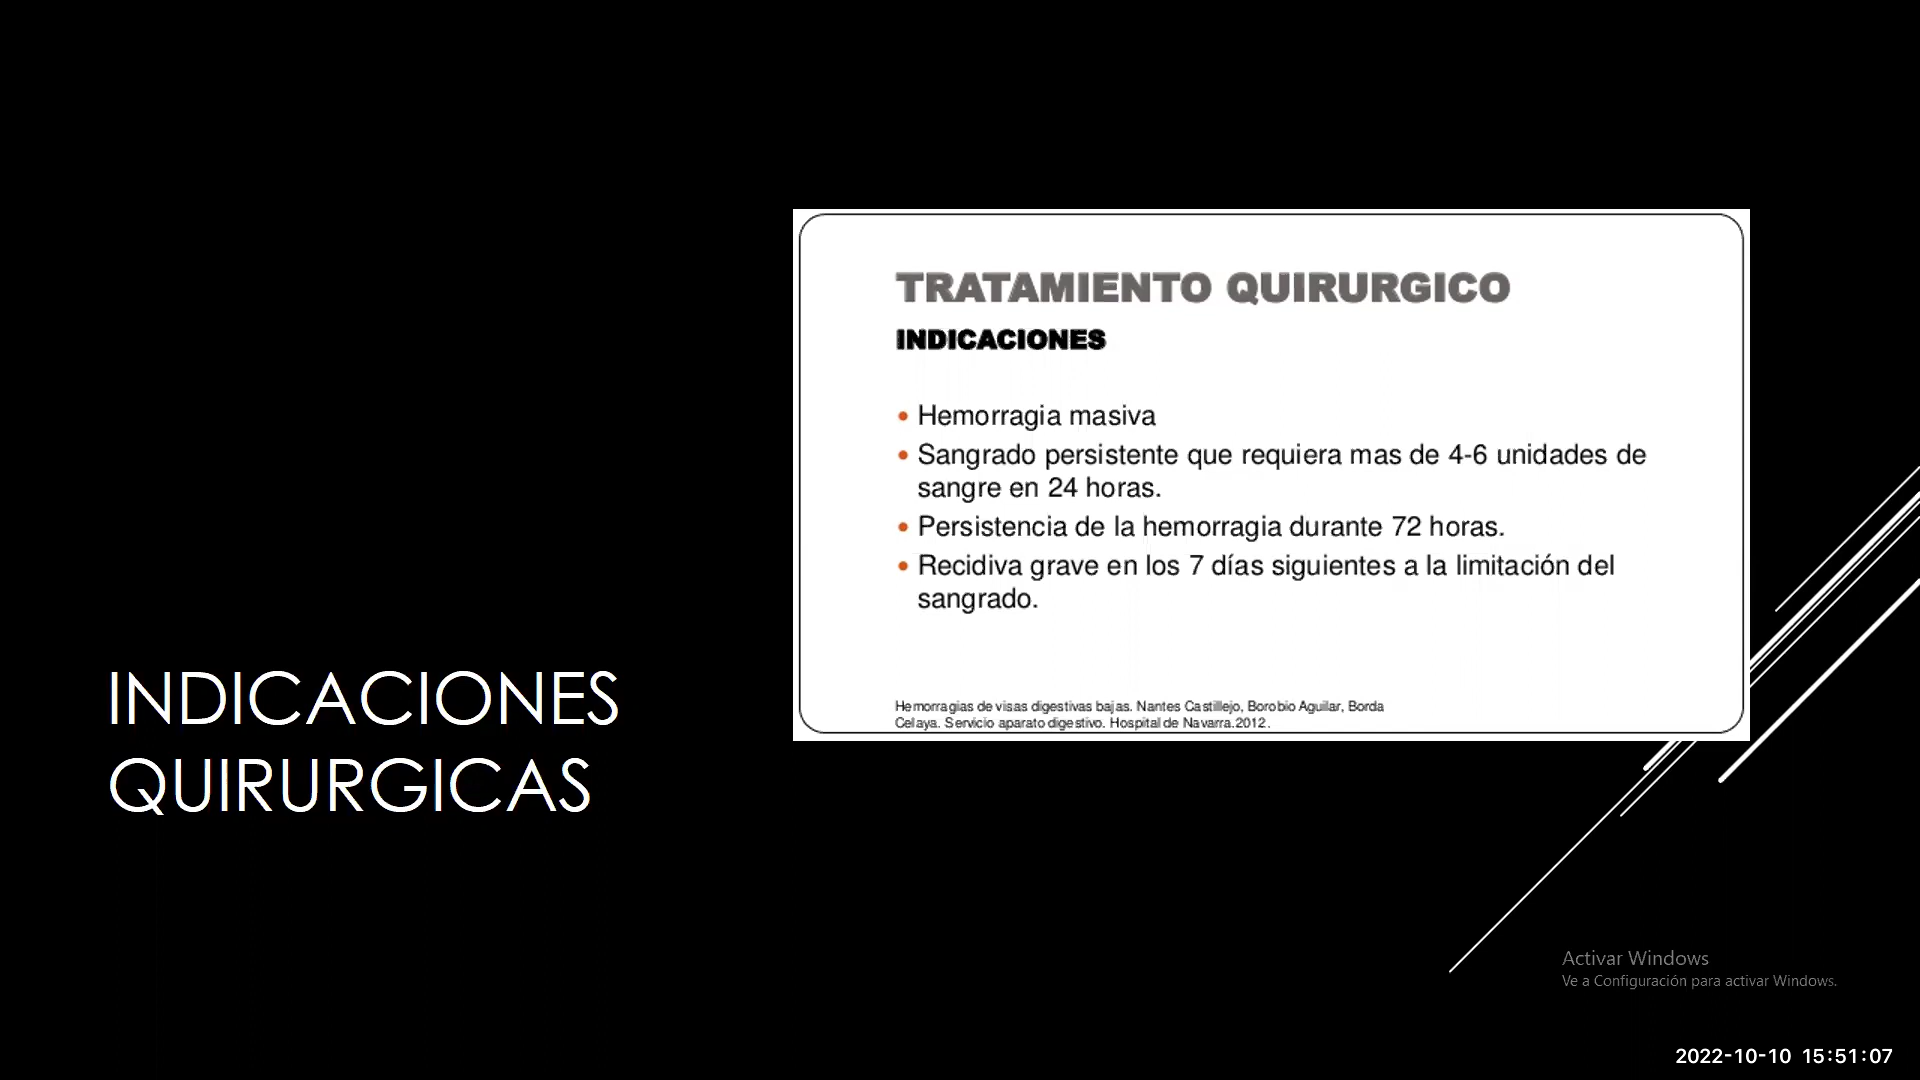 INDICACIONES
QUIRURGICAS
TRATAMIENTO QUIRURGICO
INDICACIONES
• Hemorragia masiva
• Sangrado persistente que requiera mas de 4-6 unidades de
sangre en 24 horas.
• Persistencia de la hemorragia durante 72 horas.
• Recidiva grave en los 7 días siguientes a la limitación del
sangrado.
Hemorragias de visas digestivas bajas. Nantes Castillejo, Borobio Aguilar, Borda
Celaya. Servicio aparato digestivo. Hospital de Navarra.2012.
Activar Windows
Ve a Configuración para activar Windows.
2022-10-10 15:51:07